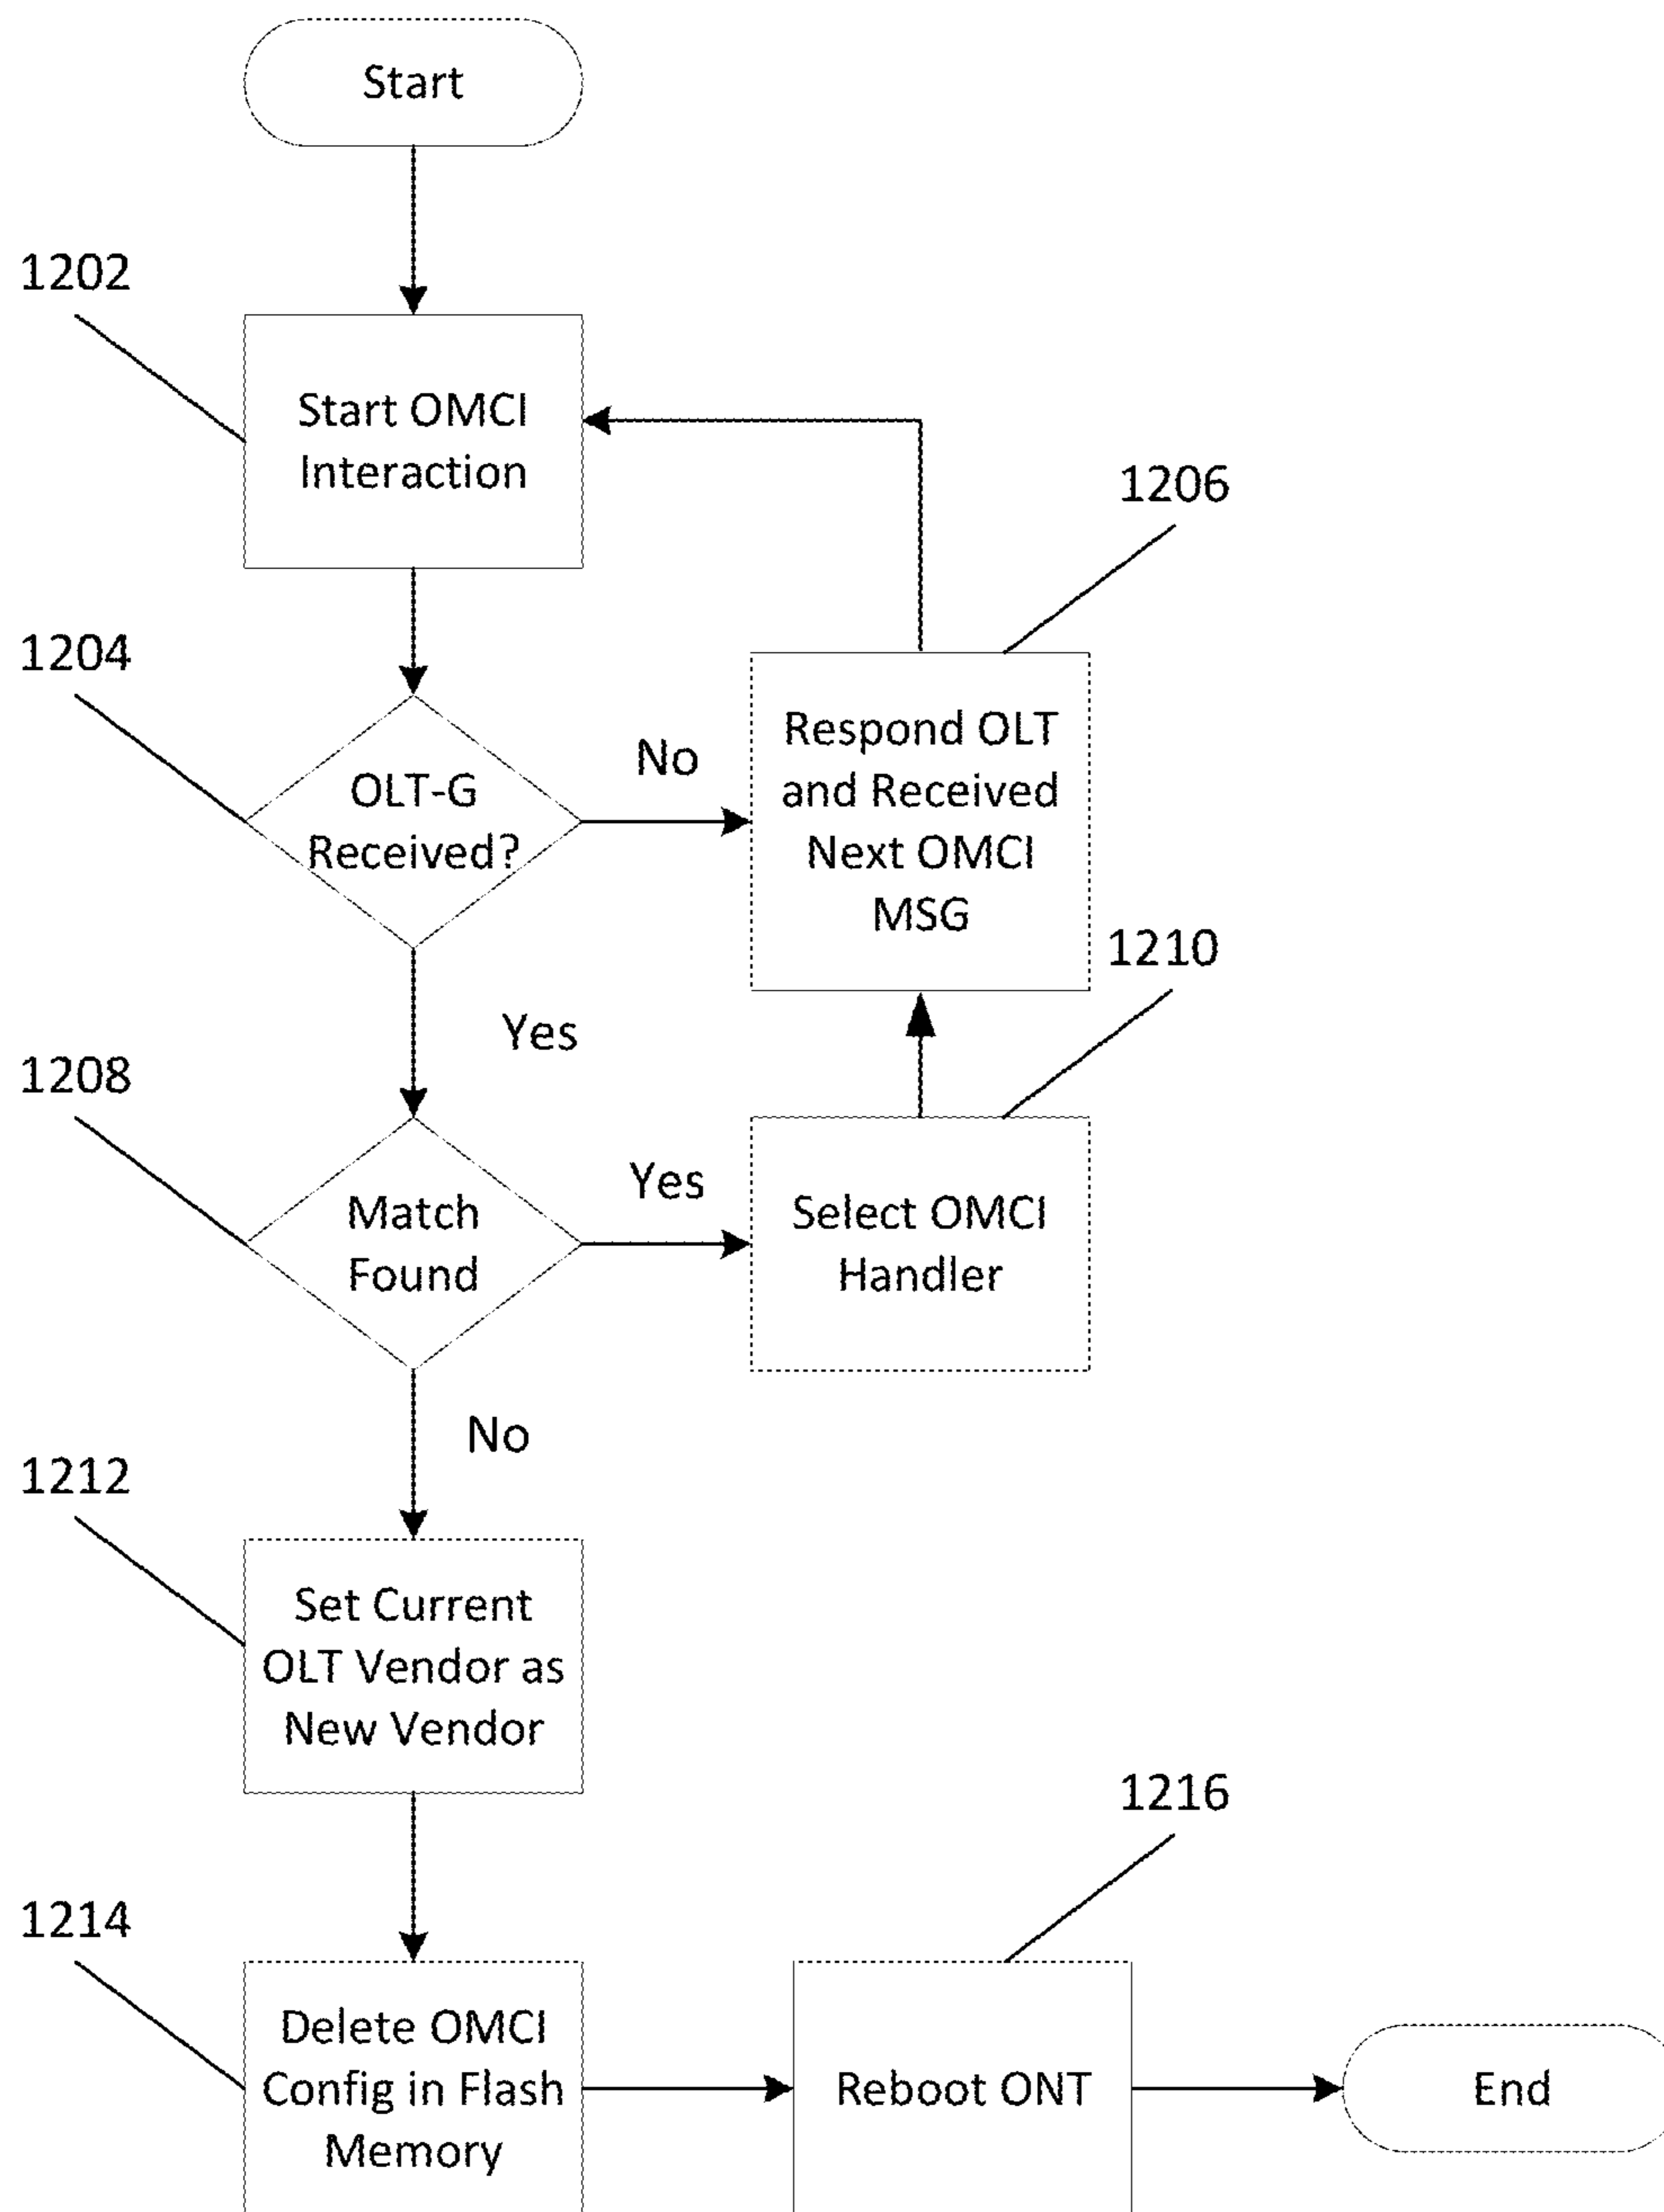 Start
1202
Start OMCI
Interaction
1204
OLT-G
Received?
No
1206
Respond OLT
and Received
Next OMCI
MSG
Yes
1208
Match
Found
Yes
1210
Select OMCI
Handler
No
1212
Set Current
OLT Vendor as
New Vendor
1214
Delete OMCI
Config in Flash
Memory
1216
Reboot ONT
End